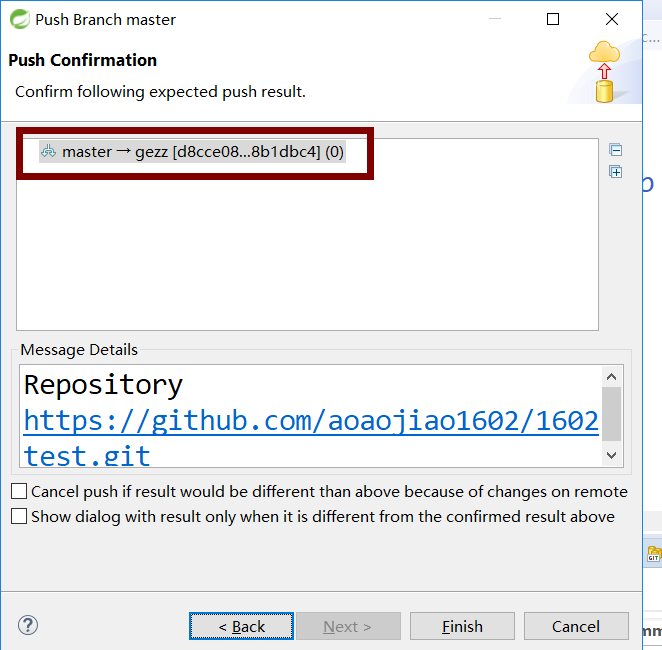 Push Branch master
Push Confirmation
Confirm following expected push result.
master → gezz [d8cce08...8b1dbc4] (0)
Message Details
Repository
https://github.com/aoaojiao1602/1602
test.git
Cancel push if result would be different than above because of changes on remote
Show dialog with result only when it is different from the confirmed result above
< Back
Next >
Finish
Cancel